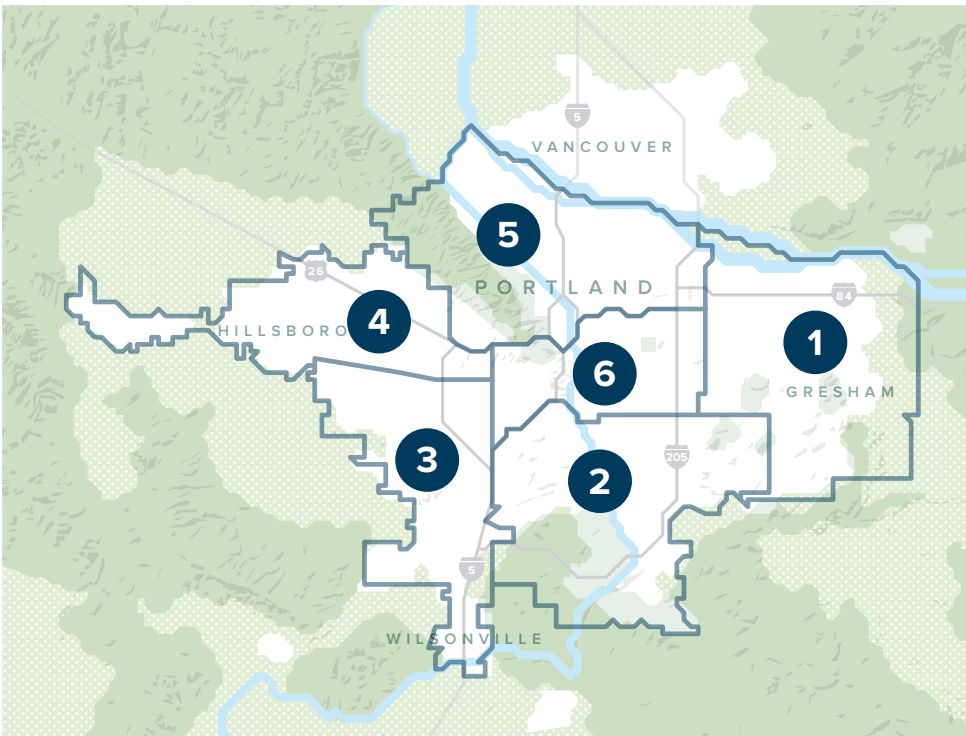 5
VANCOUVER
5
26
PORTLAND
84
4
HILLSBORO
1
6
GRESHAM
3
205
2
5
WILSONVILLE